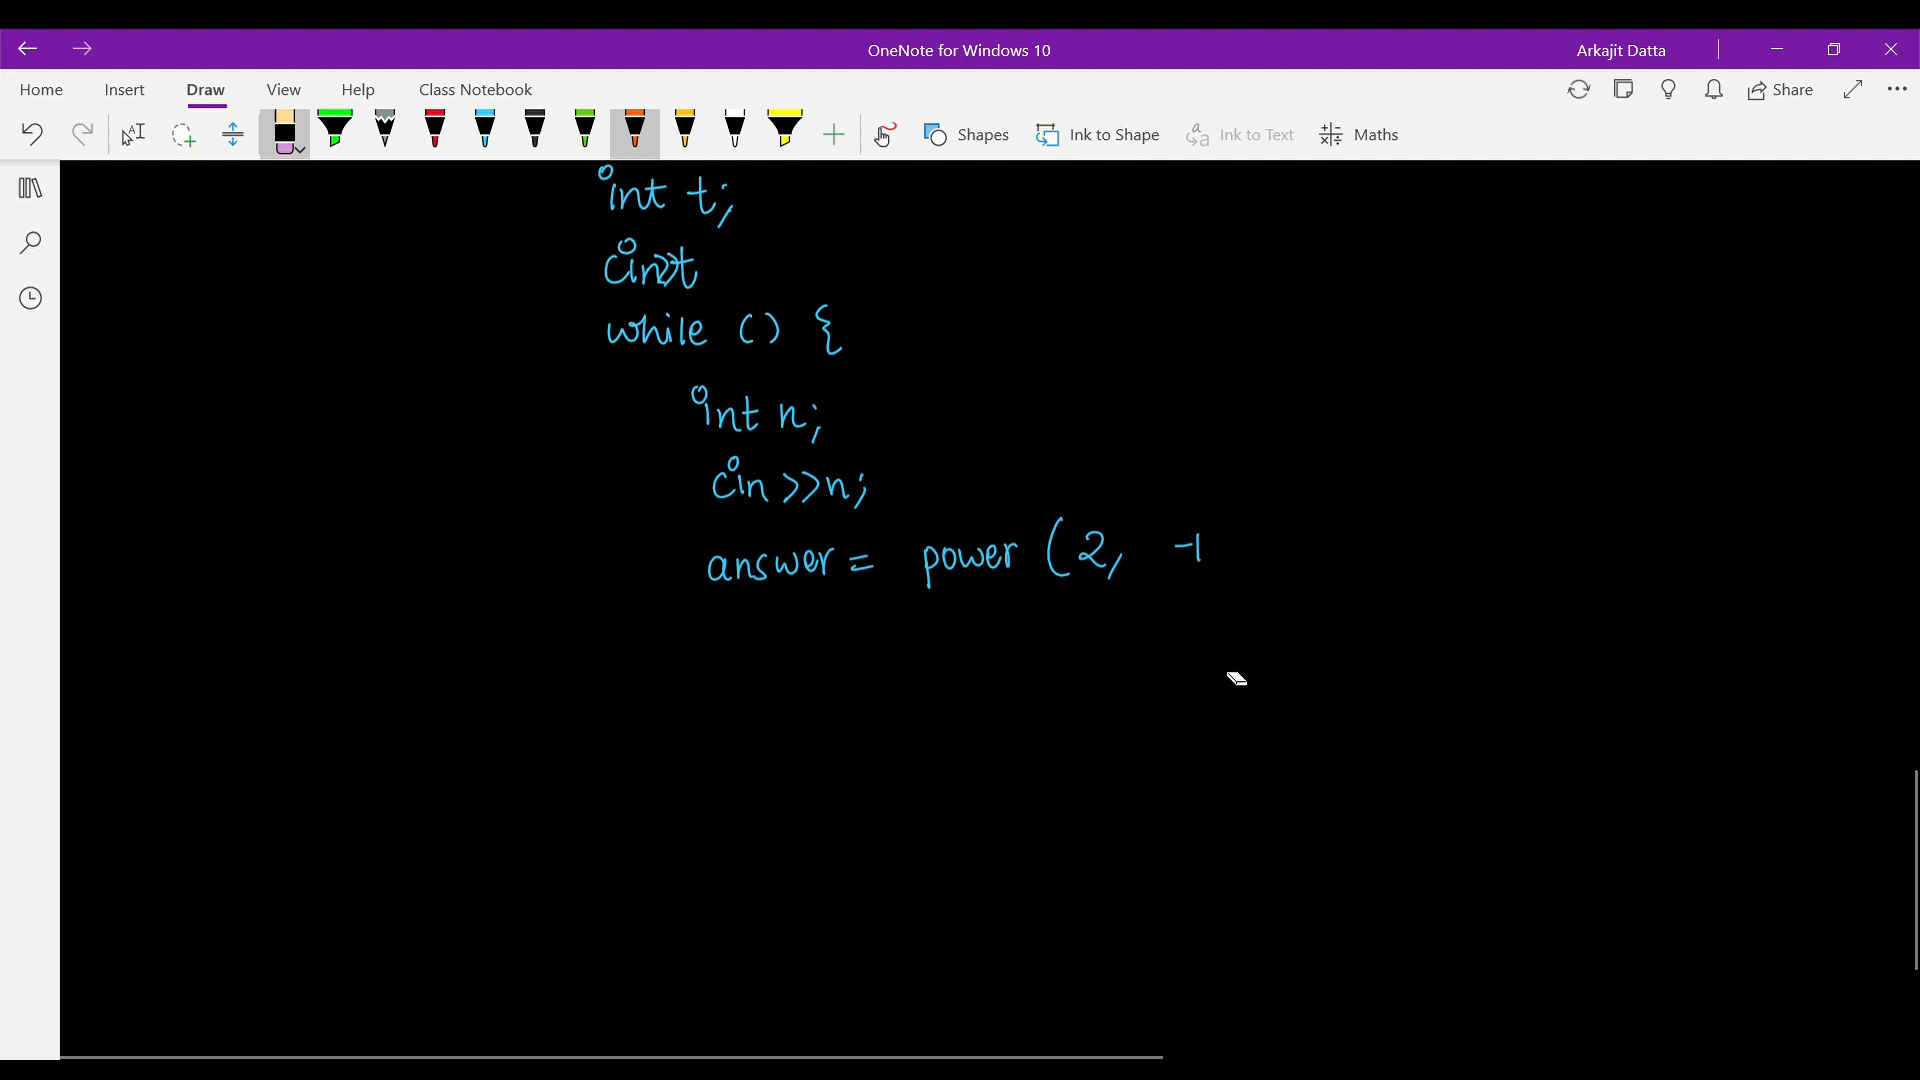 OneNote for Windows 10
Arkajit Datta
Home Insert Draw View Help Class Notebook Share
Shapes Ink to Shape Ink to Text Maths
int t;
cin>>t
while () {
int n;
cin >>n;
answer = power (2, -1